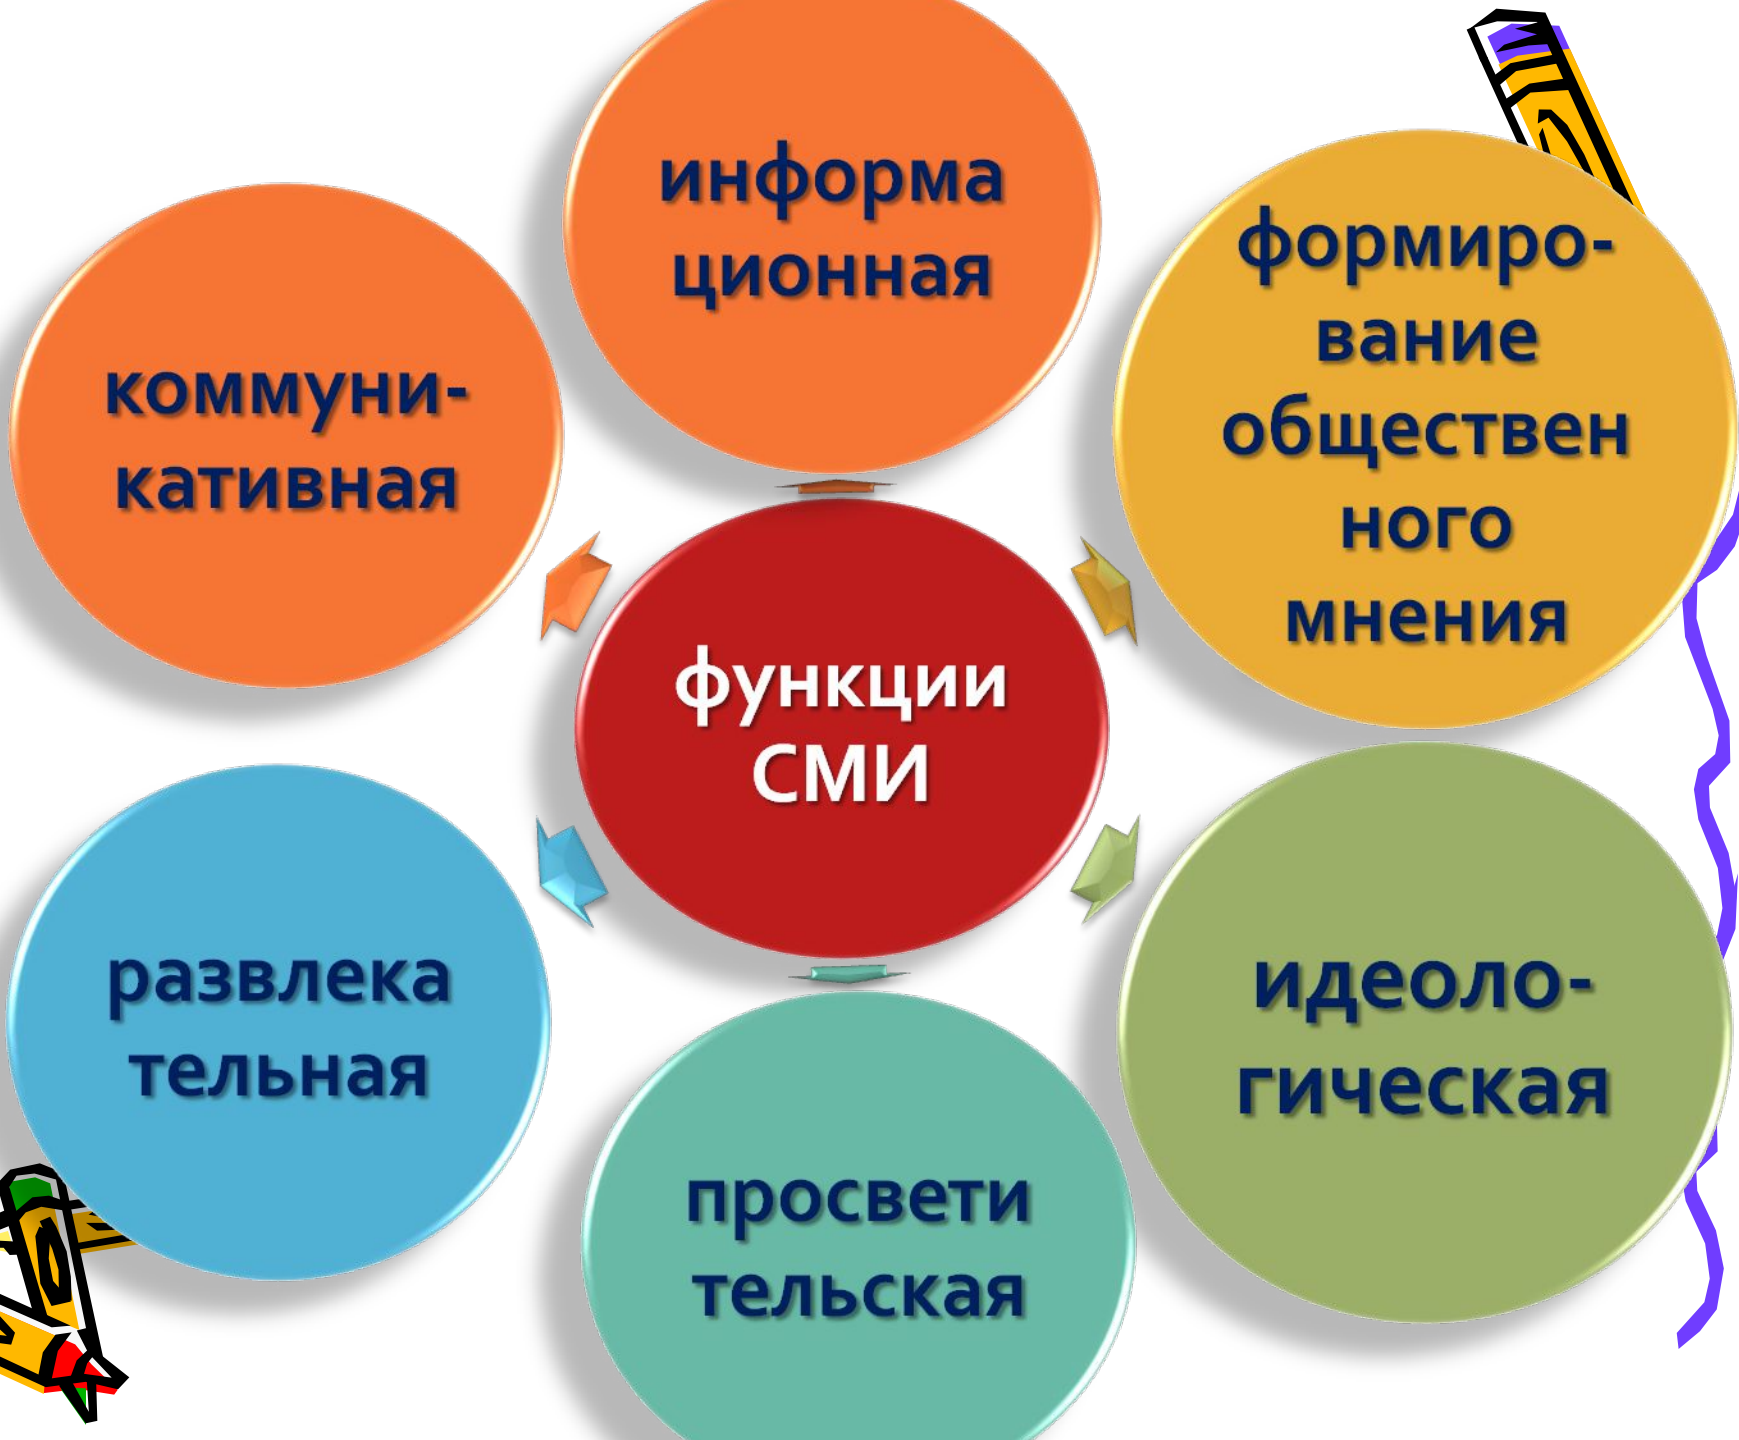 информа
ционная
формиро-
вание
обществен
ного
мнения
коммуни-
кативная
функции
СМИ
развлека
тельная
идеоло-
гическая
просвети
тельская